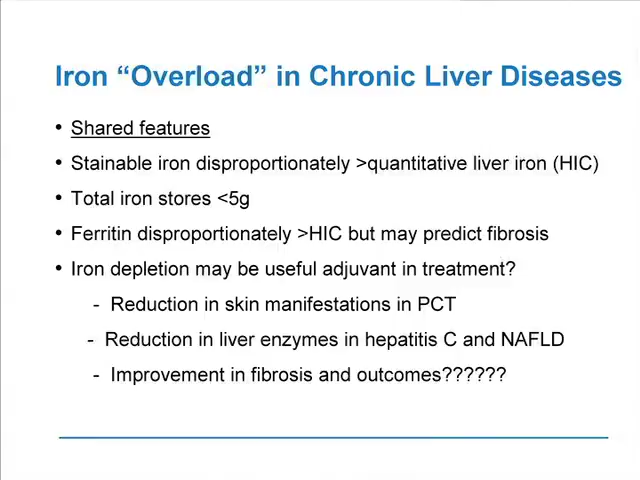 Iron “Overload” in Chronic Liver Diseases
• Shared features
• Stainable iron disproportionately >quantitative liver iron (HIC)
• Total iron stores <5g
• Ferritin disproportionately >HIC but may predict fibrosis
• Iron depletion may be useful adjuvant in treatment?
- Reduction in skin manifestations in PCT
- Reduction in liver enzymes in hepatitis C and NAFLD
- Improvement in fibrosis and outcomes??????